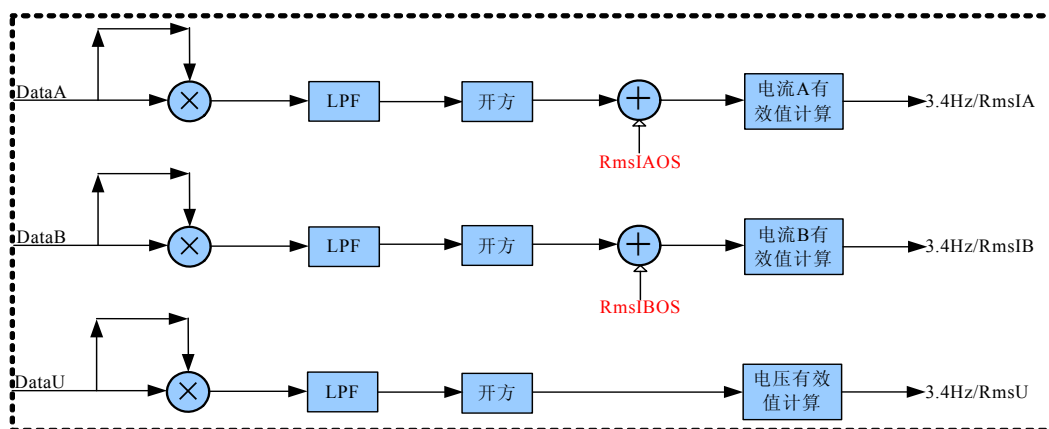 DataA
LPF
开方
电流A有
效值计算
3.4Hz/RmsIA
RmsIAOS
DataB
LPF
开方
电流B有
效值计算
3.4Hz/RmsIB
RmsIBOS
DataU
LPF
开方
电压有效
值计算
3.4Hz/RmsU